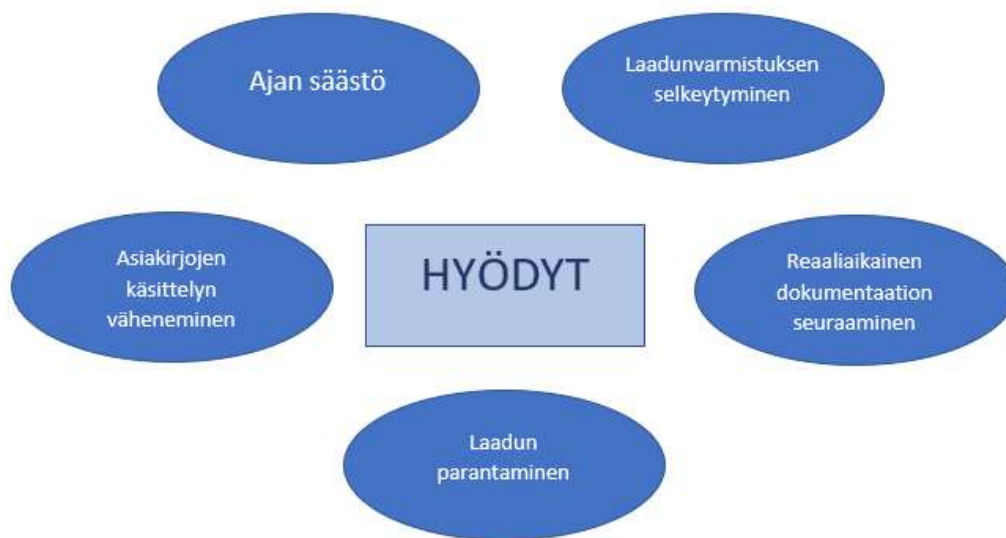 Ajan säästö
Laadunvarmistuksen
selkeytyminen
Asiakirjojen
käsittelyn
väheneminen
HYÖDYT
Reaaliaikainen
dokumentaation
seuraaminen
Laadun
parantaminen